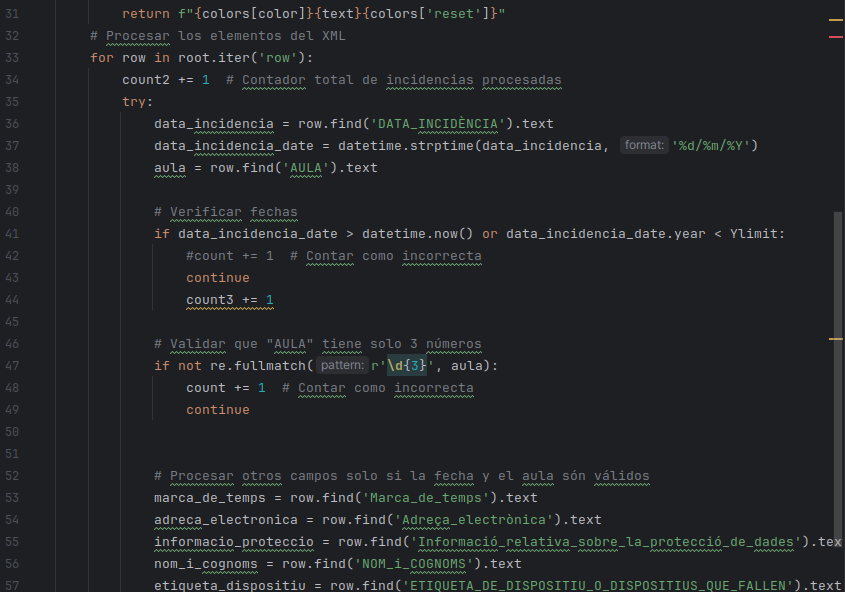 31 return f"{colors[color]}{text}{colors['reset']}"
32 # Procesar los elementos del XML
33 for row in root.iter('row'):
34 count2 += 1  # Contador total de incidencias procesadas
35 try:
36 data_incidencia = row.find('DATA_INCIDÈNCIA').text
37 data_incidencia_date = datetime.strptime(data_incidencia, format: '%d/%m/%Y')
38 aula = row.find('AULA').text
39
40 # Verificar fechas
41 if data_incidencia_date > datetime.now() or data_incidencia_date.year < Ylimit:
42 #count += 1  # Contar como incorrecta
43 continue
44 count3 += 1
45
46 # Validar que "AULA" tiene solo 3 números
47 if not re.fullmatch( pattern: r'\d{3}', aula):
48 count += 1  # Contar como incorrecta
49 continue
50
51
52 # Procesar otros campos solo si la fecha y el aula són válidos
53 marca_de_temps = row.find('Marca_de_temps').text
54 adreca_electronica = row.find('Adreça_electrònica').text
55 informacio_proteccio = row.find('Informació_relativa_sobre_la_protecció_de_dades').tex
56 nom_i_cognoms = row.find('NOM_i_COGNOMS').text
57 etiqueta_dispositiu = row.find('ETIQUETA_DE_DISPOSITIU_O_DISPOSITIUS_QUE_FALLEN').text